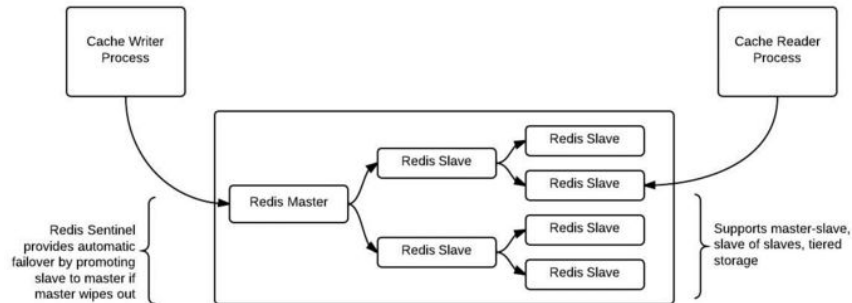 Cache Writer
Process
Cache Reader
Process
Redis Slave
Redis Slave
Redis Slave
Redis Master
Redis Slave
Redis Slave
Redis Slave
Redis Sentinel
provides automatic
failover by promoting
slave to master if
master wipes out
Supports master-slave,
slave of slaves, tiered
storage